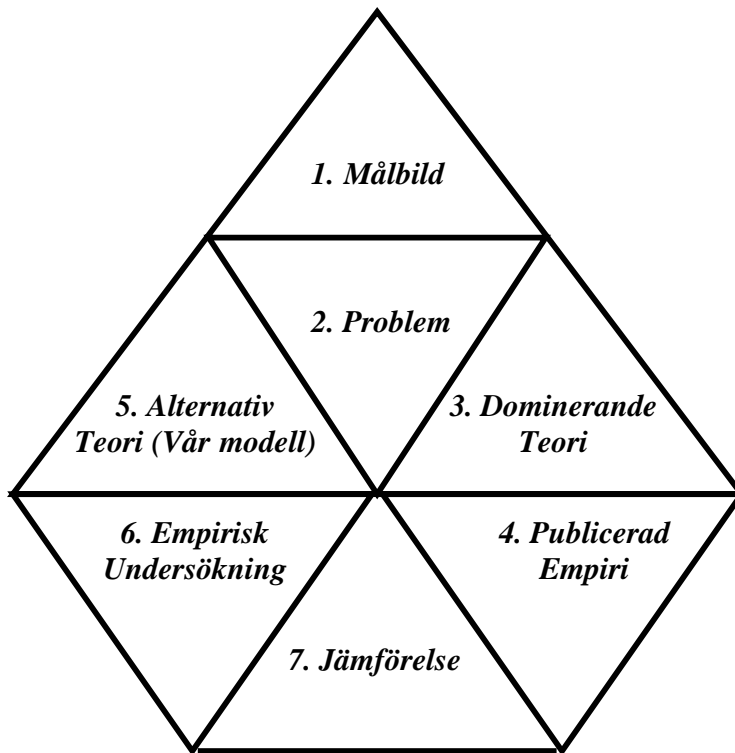 1. Målbild
2. Problem
5. Alternativ
Teori (Vår modell)
3. Dominerande
Teori
6. Empirisk
Undersökning
4. Publicerad
Empiri
7. Jämförelse